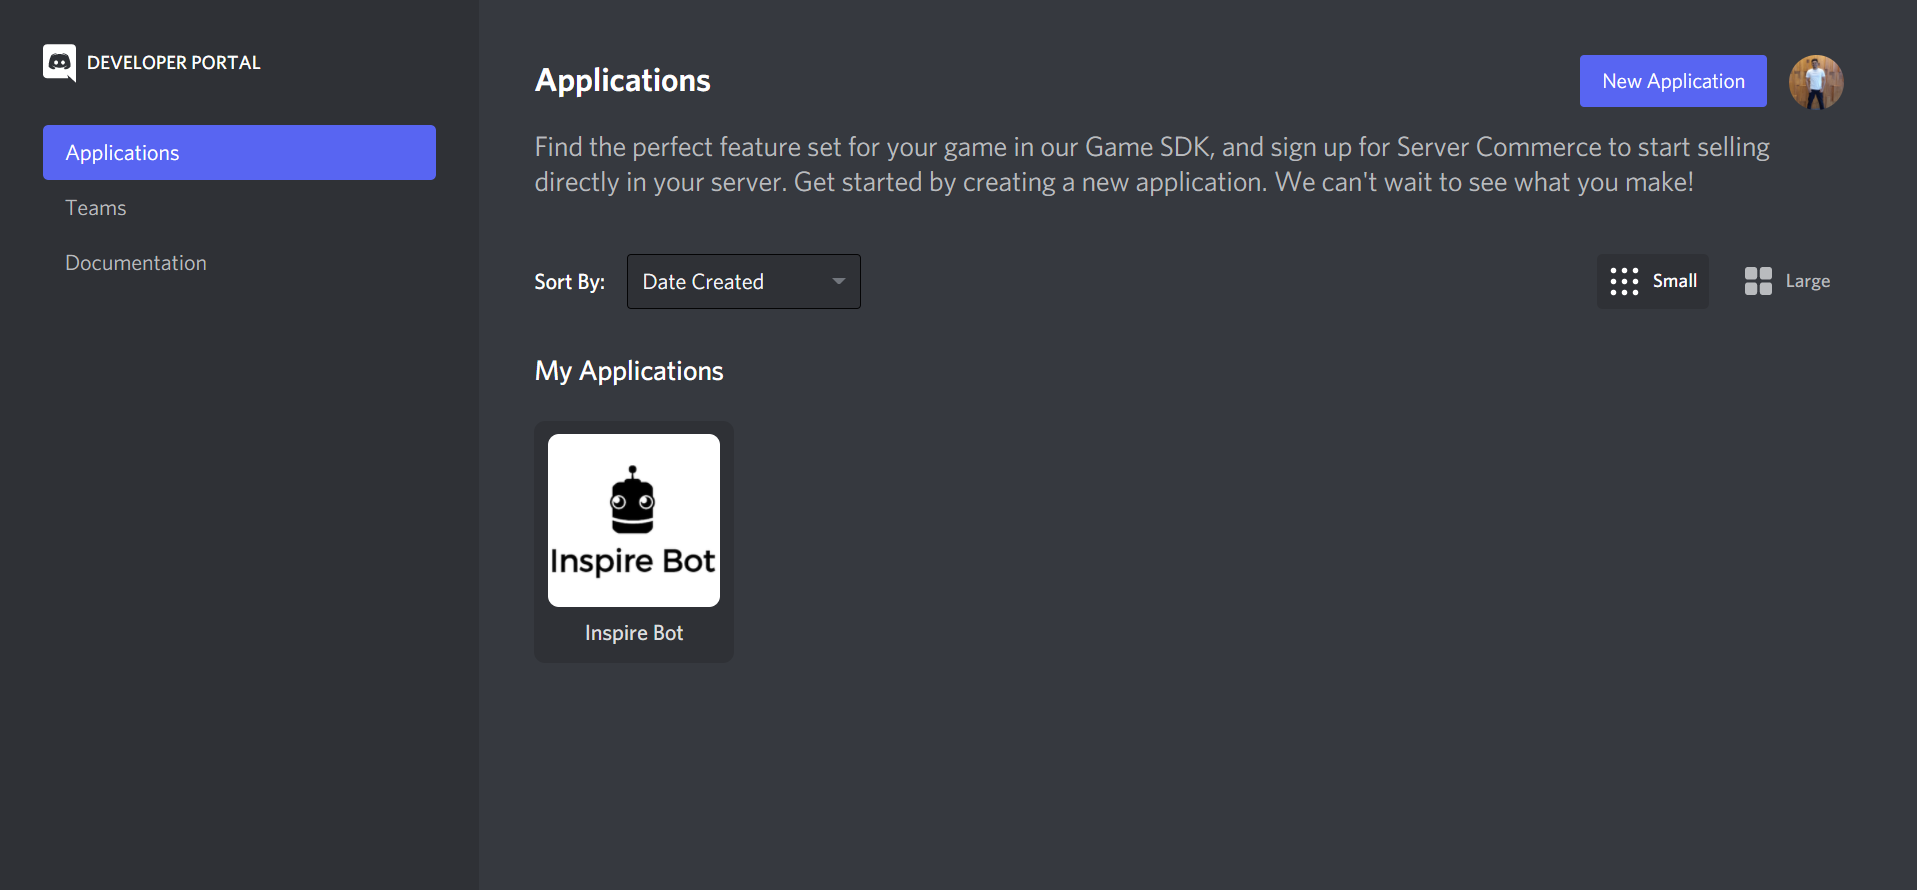 DEVELOPER PORTAL
Applications
Teams
Documentation
Applications
New Application
Find the perfect feature set for your game in our Game SDK, and sign up for Server Commerce to start selling
directly in your server. Get started by creating a new application. We can't wait to see what you make!
Sort By:
Date Created
Small
Large
My Applications
Inspire Bot
Inspire Bot